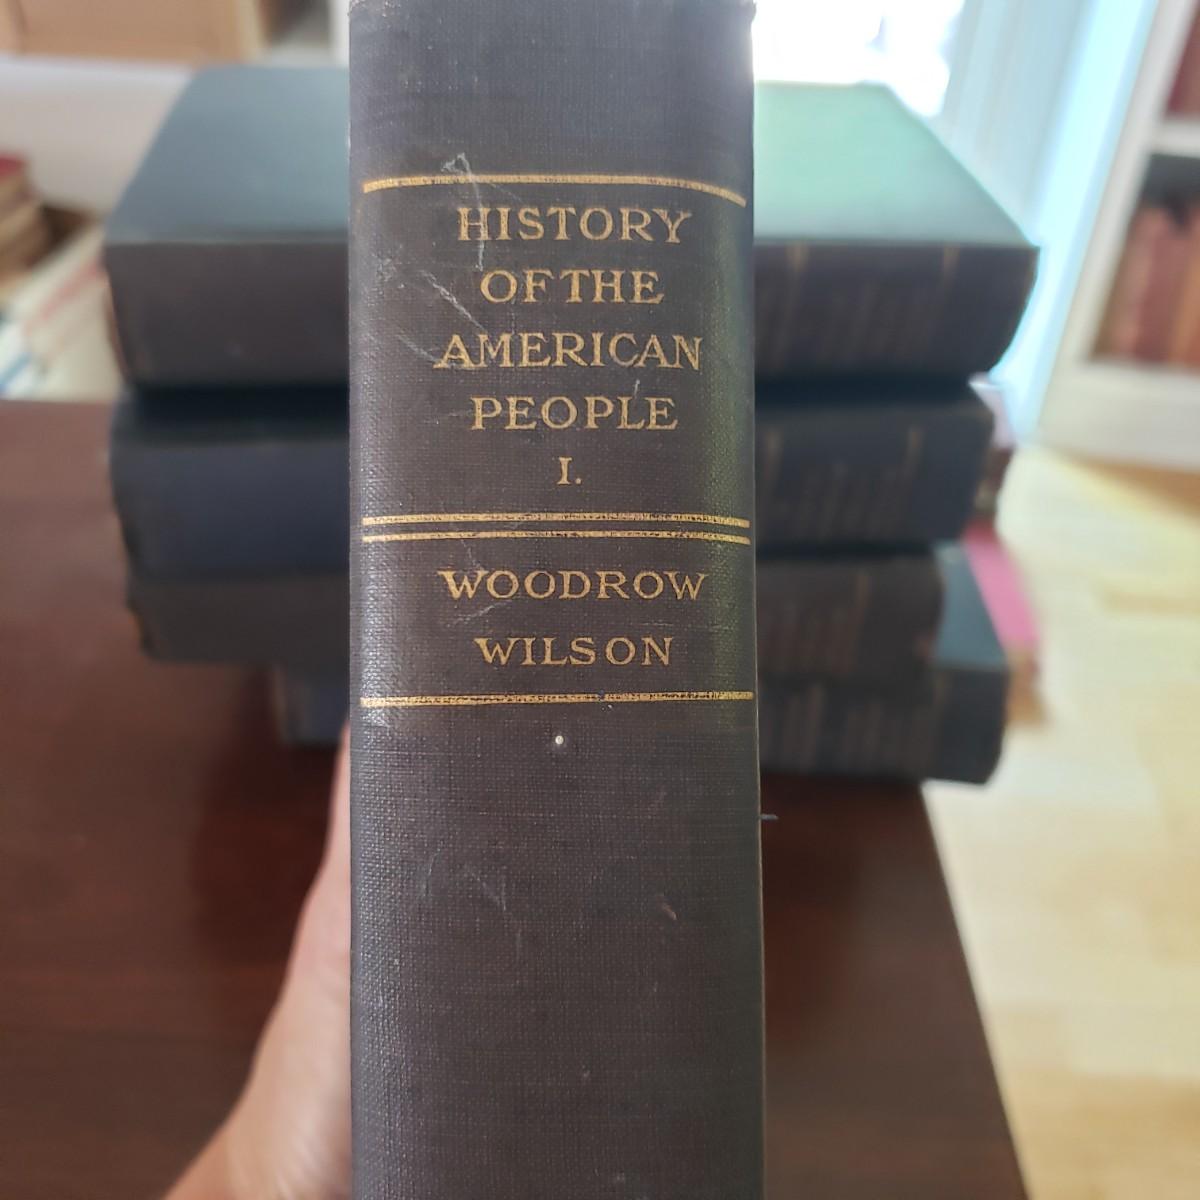 HISTORY
OF THE
AMERICAN
PEOPLE
I.
WOODROW
WILSON